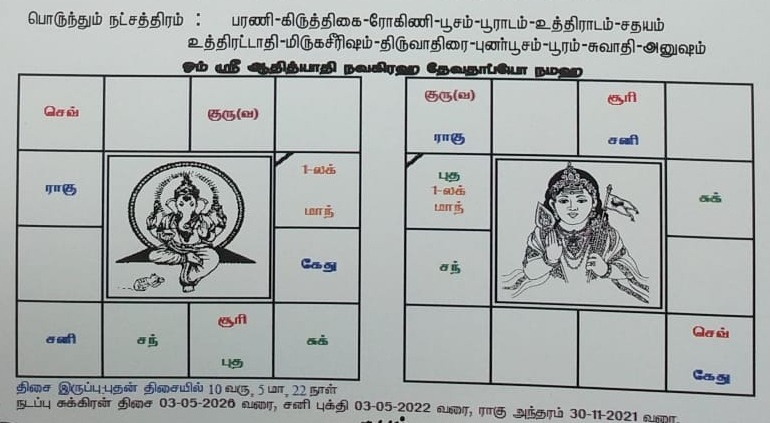 பொருந்தும் நட்சத்திரம் : பரணி-கிருத்திகை-ரோகிணி-பூசம்-பூராடம்-உத்திராடம்-சதயம்
உத்திரட்டாதி-மிருகசீரிஷம்-திருவாதிரை-புனர்பூசம்-பூரம்-சுவாதி-அனுஷம்
ஓம் ஸ்ரீ ஆதித்யாதி நவகிரஹ தேவதாப்யோ நமஹ
செவ்
குரு(வ)
ராகு
1-லக்
மாந்
கேது
சனி
சந்
சூரி
புத
சுக்
குரு(வ)
ராகு
சூரி
சனி
புத
1-லக்
மாந்
சுக்
சந்
செவ்
கேது
திசை இருப்பு-புதன் திசையில் 10 வரு, 5 மா, 22 நாள்
நடப்பு சுக்கிரன் திசை 03-05-2026 வரை, சனி புக்தி 03-05-2022 வரை, ராகு அந்தரம் 30-11-2021 வரை.